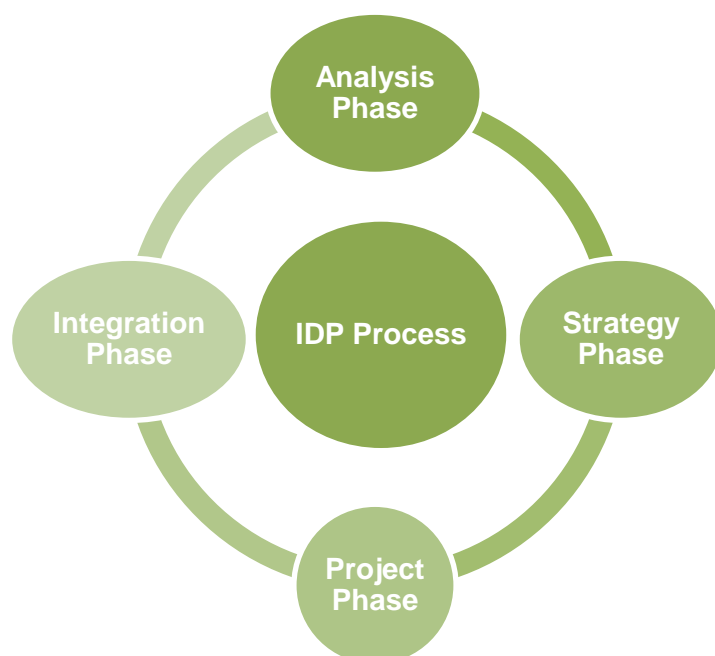 Analysis
Phase
Integration
Phase
IDP Process
Strategy
Phase
Project
Phase